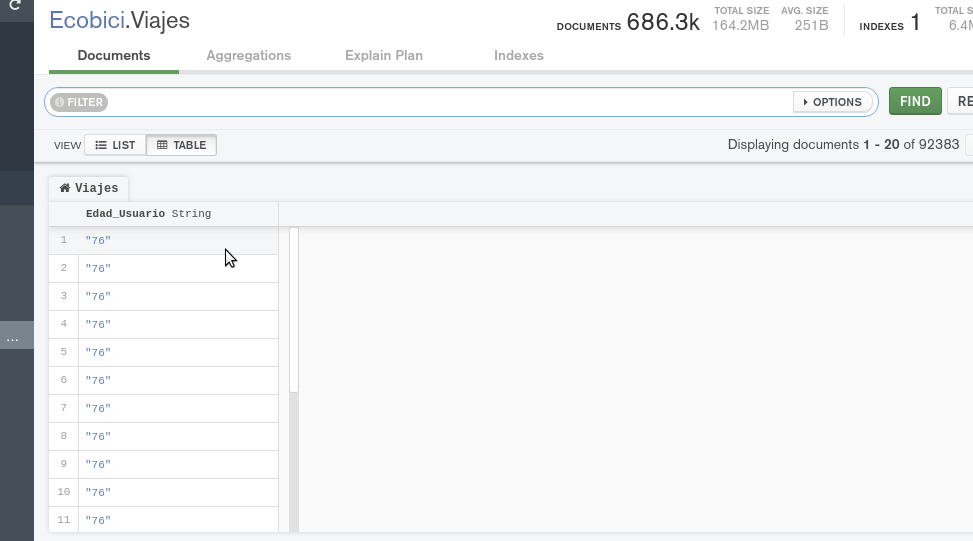 Ecobici.Viajes
DOCUMENTS 686.3k TOTAL SIZE 164.2MB AVG. SIZE 251B INDEXES 1 TOTAL S 6.4M
Documents Aggregations Explain Plan Indexes
FILTER OPTIONS FIND RE
VIEW LIST TABLE Displaying documents 1 - 20 of 92383
Viajes
Edad_Usuario String
1 "76"
2 "76"
3 "76"
4 "76"
... 
5 "76"
6 "76"
7 "76"
8 "76"
9 "76"
10 "76"
11 "76"